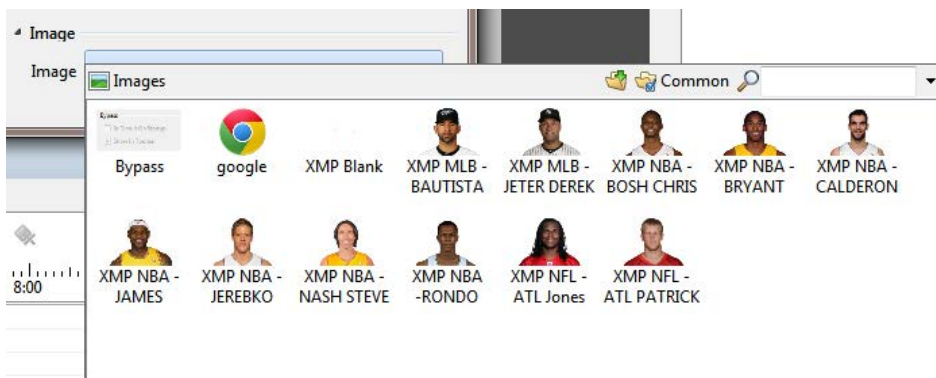 Image
Image
Images
Common
Bypass
google
XMP Blank
XMP MLB -
BAUTISTA
XMP MLB -
JETER DEREK
XMP NBA -
BOSH CHRIS
XMP NBA -
BRYANT
XMP NBA -
CALDERON
8:00
XMP NBA -
JAMES
XMP NBA -
JEREBKO
XMP NBA -
NASH STEVE
XMP NBA
-RONDO
XMP NFL -
ATL Jones
XMP NFL -
ATL PATRICK